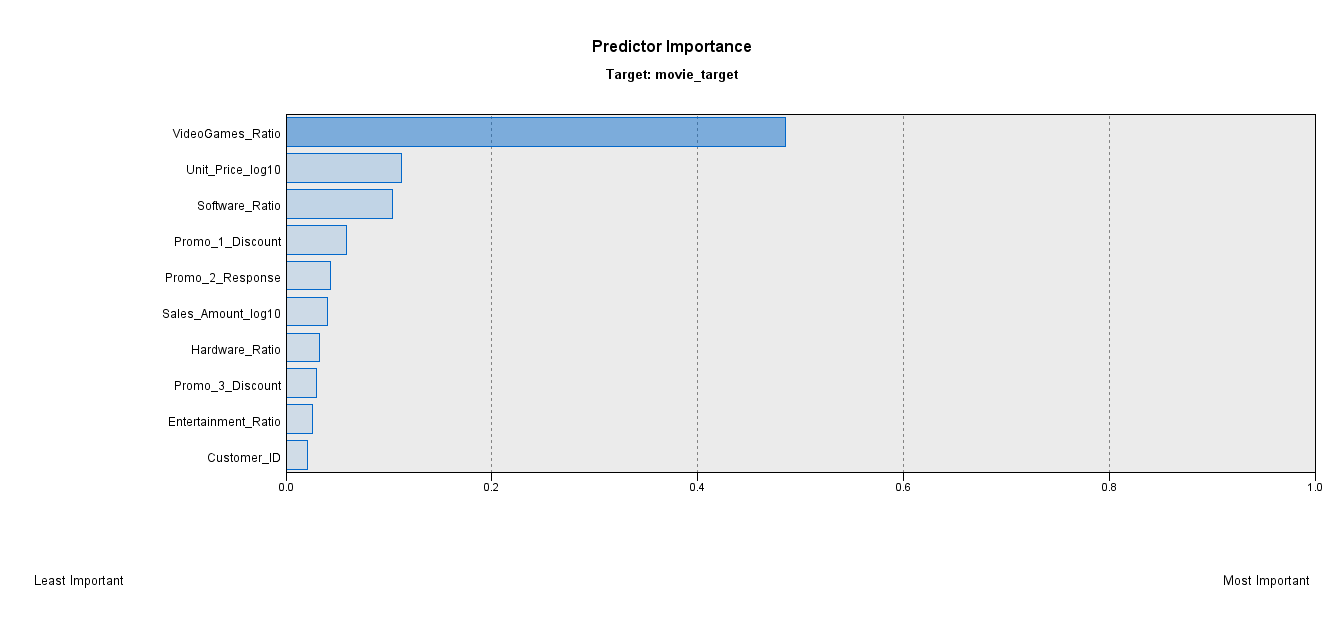 Predictor Importance
Target: movie_target
VideoGames_Ratio
Unit_Price_log10
Software_Ratio
Promo_1_Discount
Promo_2_Response
Sales_Amount_log10
Hardware_Ratio
Promo_3_Discount
Entertainment_Ratio
Customer_ID
0.0 0.2 0.4 0.6 0.8 1.0
Least Important Most Important